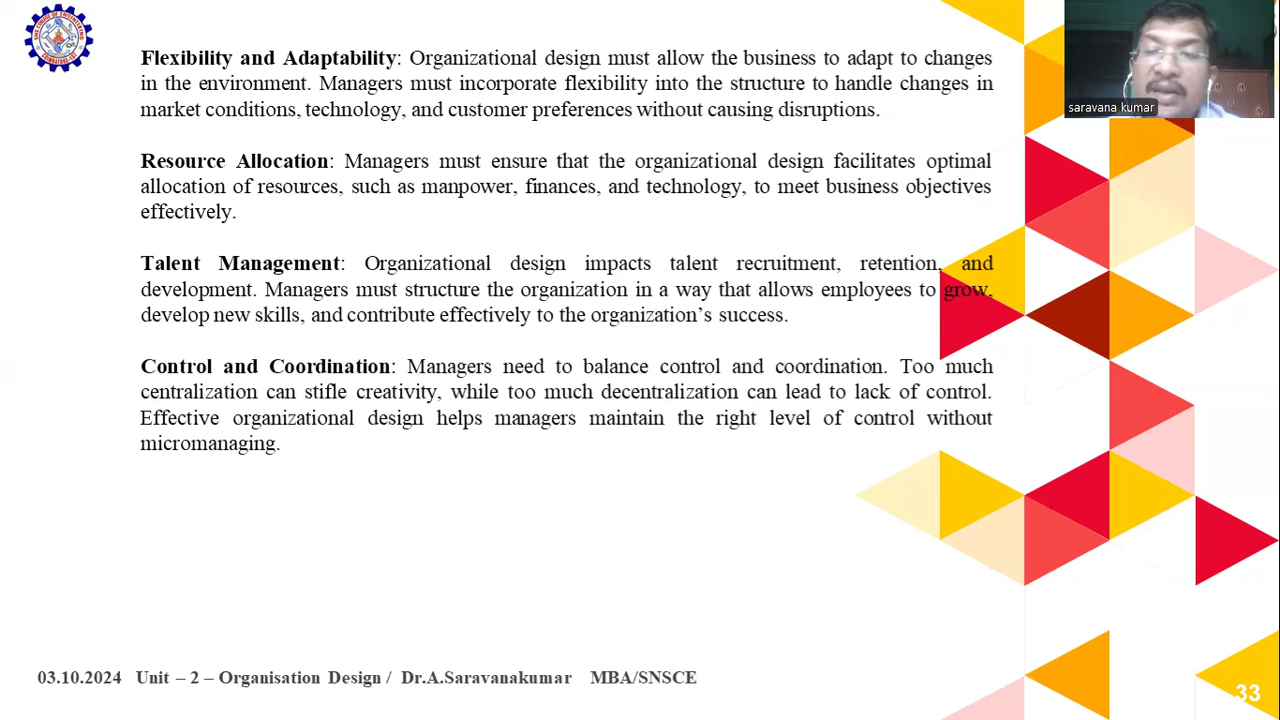 Flexibility and Adaptability: Organizational design must allow the business to adapt to changes
in the environment. Managers must incorporate flexibility into the structure to handle changes in
market conditions, technology, and customer preferences without causing disruptions.
Resource Allocation: Managers must ensure that the organizational design facilitates optimal
allocation of resources, such as manpower, finances, and technology, to meet business objectives
effectively.
Talent Management: Organizational design impacts talent recruitment, retention, and
development. Managers must structure the organization in a way that allows employees to grow,
develop new skills, and contribute effectively to the organization's success.
Control and Coordination: Managers need to balance control and coordination. Too much
centralization can stifle creativity, while too much decentralization can lead to lack of control.
Effective organizational design helps managers maintain the right level of control without
micromanaging.
saravana kumar
03.10.2024 Unit – 2 – Organisation Design / Dr.A.Saravanakumar MBA/SNSCE
33